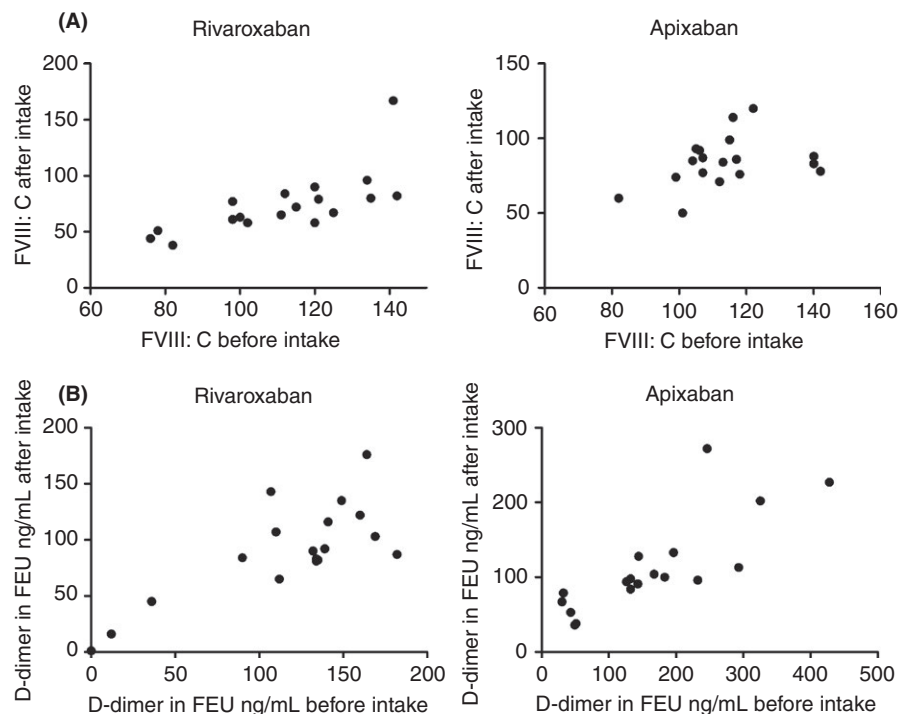 (A)
Rivaroxaban
FVIII: C after intake
200
150
100
50
0
60 80 100 120 140
FVIII: C before intake
Apixaban
FVIII: C after intake
150
100
50
0
60 80 100 120 140 160
FVIII: C before intake
(B)
Rivaroxaban
D-dimer in FEU ng/mL after intake
200
150
100
50
0
0 50 100 150 200
D-dimer in FEU ng/mL before intake
Apixaban
D-dimer in FEU ng/mL after intake
300
200
100
0
0 100 200 300 400 500
D-dimer in FEU ng/mL before intake